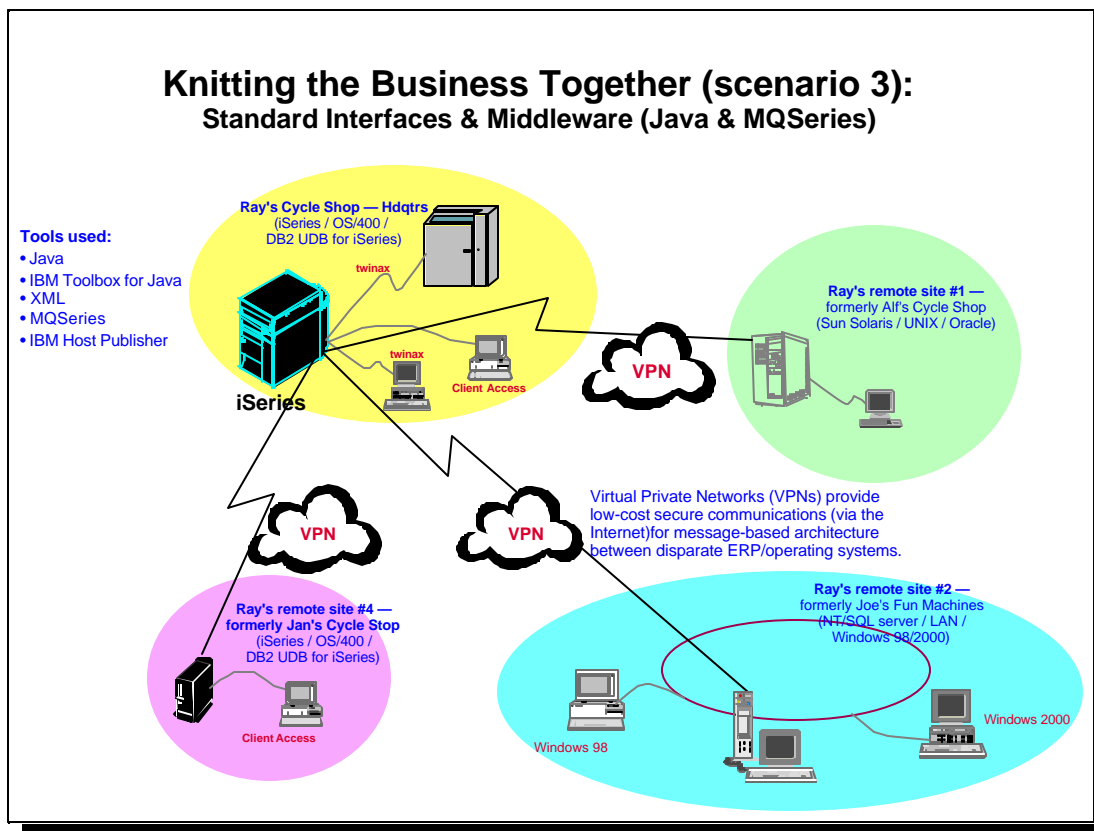 Knitting the Business Together (scenario 3):
Standard Interfaces & Middleware (Java & MQSeries)
Tools used:
• Java
• IBM Toolbox for Java
• XML
• MQSeries
• IBM Host Publisher
Ray's Cycle Shop — Hdqtrs
(iSeries / OS/400 /
DB2 UDB for iSeries)
twinax
twinax
Client Access
iSeries
VPN
Ray's remote site #1 —
formerly Alf's Cycle Shop
(Sun Solaris / UNIX / Oracle)
VPN
VPN
Virtual Private Networks (VPNs) provide
low-cost secure communications (via the
Internet)for message-based architecture
between disparate ERP/operating systems.
Ray's remote site #4 —
formerly Jan's Cycle Stop
(iSeries / OS/400 /
DB2 UDB for iSeries)
Client Access
Ray's remote site #2 —
formerly Joe's Fun Machines
(NT/SQL server / LAN /
Windows 98/2000)
Windows 98
Windows 2000